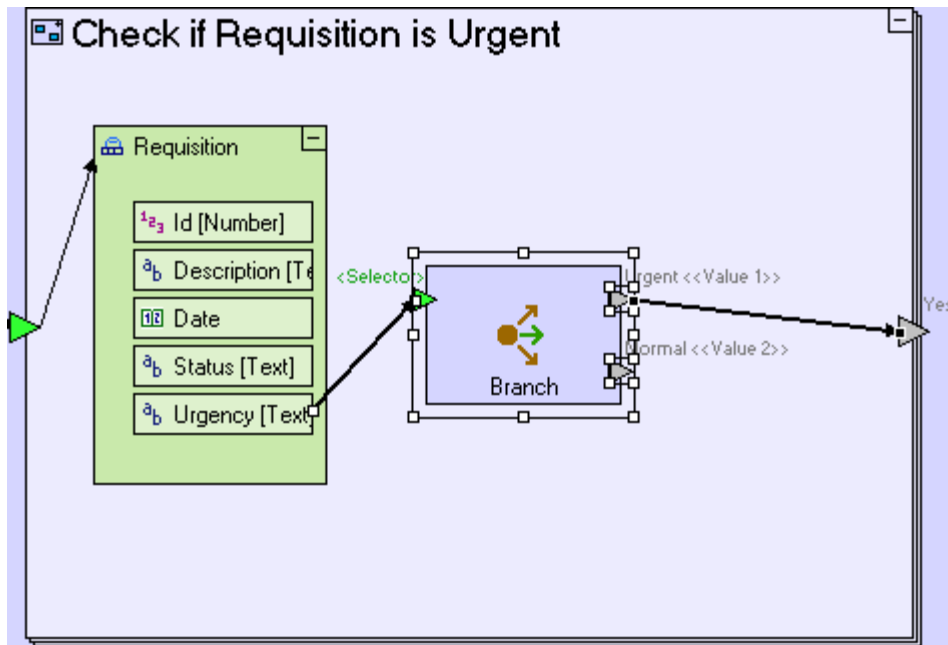 Check if Requisition is Urgent
Requisition
Id [Number]
Description [Te
Date
Status [Text]
Urgency [Text]
<Selector>
Urgent <<Value 1>>
Normal <<Value 2>>
Branch
Yes